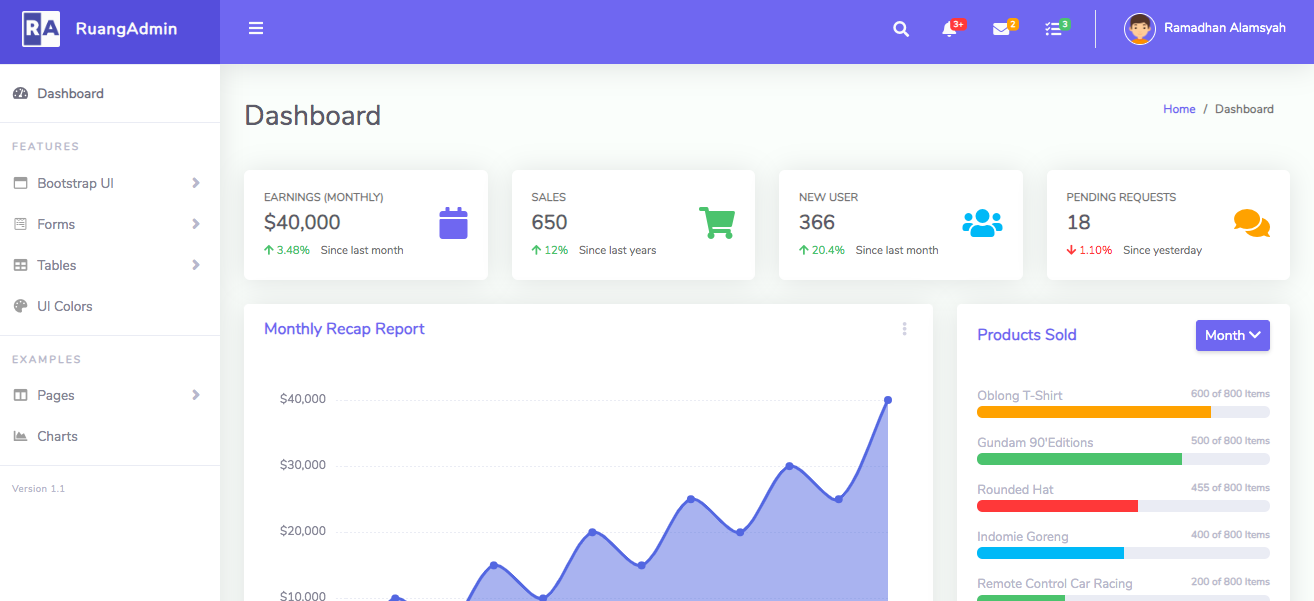 RA RuangAdmin
3+
2
3
Ramadhan Alamsyah
Dashboard
FEATURES
Bootstrap UI
Forms
Tables
UI Colors
EXAMPLES
Pages
Charts
Version 1.1
Dashboard
Home / Dashboard
EARNINGS (MONTHLY)
$40,000
3.48% Since last month
SALES
650
12% Since last years
NEW USER
366
20.4% Since last month
PENDING REQUESTS
18
1.10% Since yesterday
Monthly Recap Report
$40,000
$30,000
$20,000
$10,000
Products Sold
Month
Oblong T-Shirt 600 of 800 Items
Gundam 90'Editions 500 of 800 Items
Rounded Hat 455 of 800 Items
Indomie Goreng 400 of 800 Items
Remote Control Car Racing 200 of 800 Items